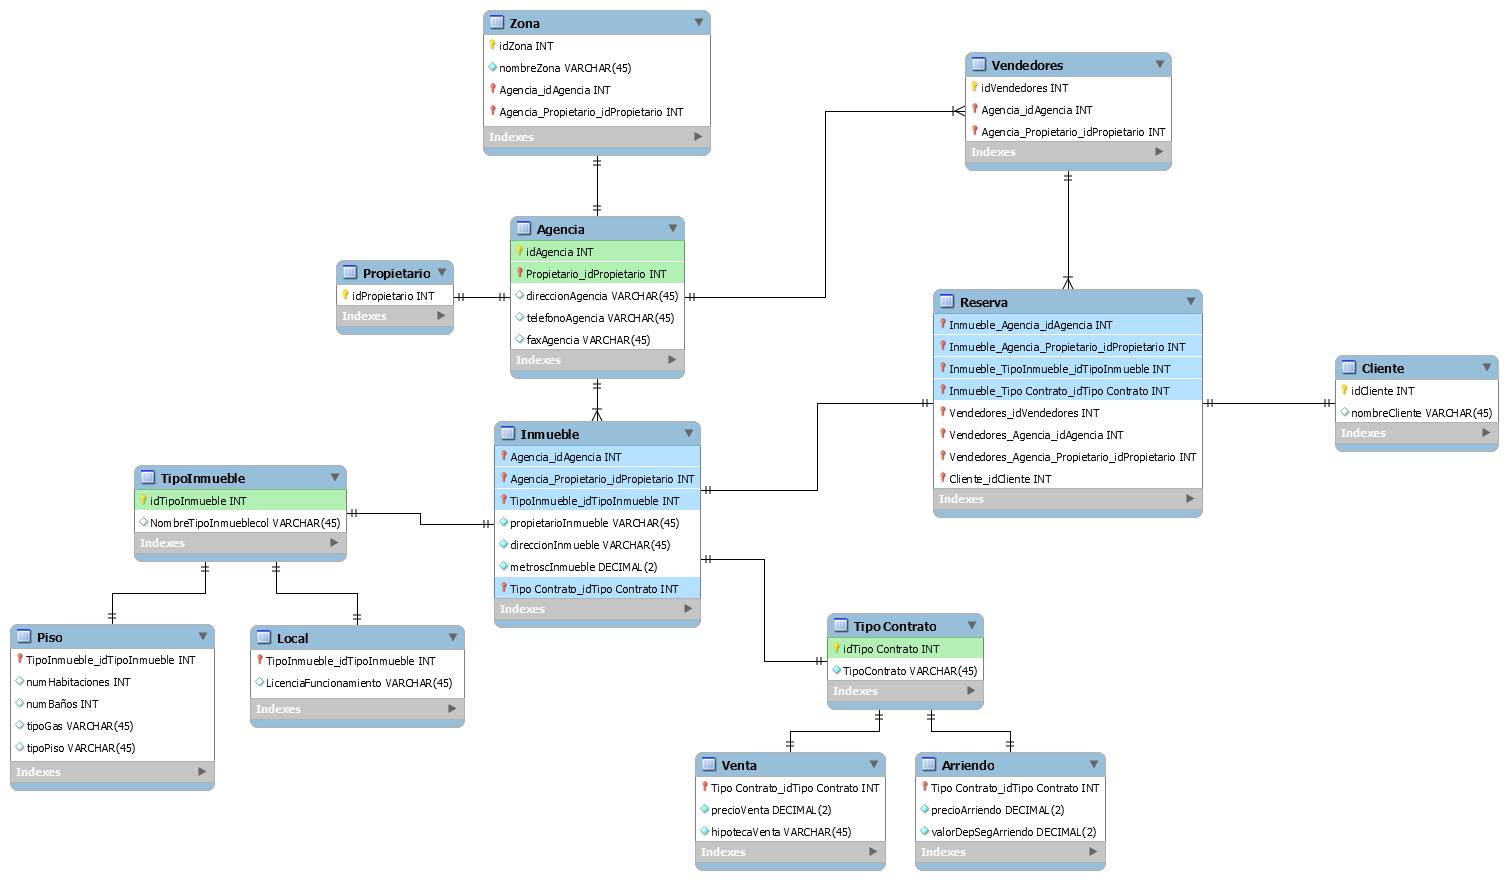 Zona
idZona INT
nombreZona VARCHAR(45)
Agencia_idAgencia INT
Agencia_Propietario_idPropietario INT
Indexes
Vendedores
idVendedores INT
Agencia_idAgencia INT
Agencia_Propietario_idPropietario INT
Indexes
Agencia
idAgencia INT
Propietario_idPropietario INT
direccionAgencia VARCHAR(45)
telefonoAgencia VARCHAR(45)
faxAgencia VARCHAR(45)
Indexes
Propietario
idPropietario INT
Indexes
Reserva
Inmueble_Agencia_idAgencia INT
Inmueble_Agencia_Propietario_idPropietario INT
Inmueble_TipoInmueble_idTipoInmueble INT
Inmueble_Tipo Contrato_idTipo Contrato INT
Vendedores_idVendedores INT
Vendedores_Agencia_idAgencia INT
Vendedores_Agencia_Propietario_idPropietario INT
Cliente_idCliente INT
Indexes
Cliente
idCliente INT
nombreCliente VARCHAR(45)
Indexes
Inmueble
Agencia_idAgencia INT
Agencia_Propietario_idPropietario INT
TipoInmueble_idTipoInmueble INT
propietarioInmueble VARCHAR(45)
direccionInmueble VARCHAR(45)
metroscInmueble DECIMAL(2)
Tipo Contrato_idTipo Contrato INT
Indexes
TipoInmueble
idTipoInmueble INT
NombreTipoInmueblecol VARCHAR(45)
Indexes
Piso
TipoInmueble_idTipoInmueble INT
numHabitaciones INT
numBaños INT
tipoGas VARCHAR(45)
tipoPiso VARCHAR(45)
Indexes
Local
TipoInmueble_idTipoInmueble INT
LicenciaFuncionamiento VARCHAR(45)
Indexes
Tipo Contrato
idTipo Contrato INT
TipoContrato VARCHAR(45)
Indexes
Venta
Tipo Contrato_idTipo Contrato INT
precioVenta DECIMAL(2)
hipotecaVenta VARCHAR(45)
Indexes
Arriendo
Tipo Contrato_idTipo Contrato INT
precioArriendo DECIMAL(2)
valorDepSegArriendo DECIMAL(2)
Indexes